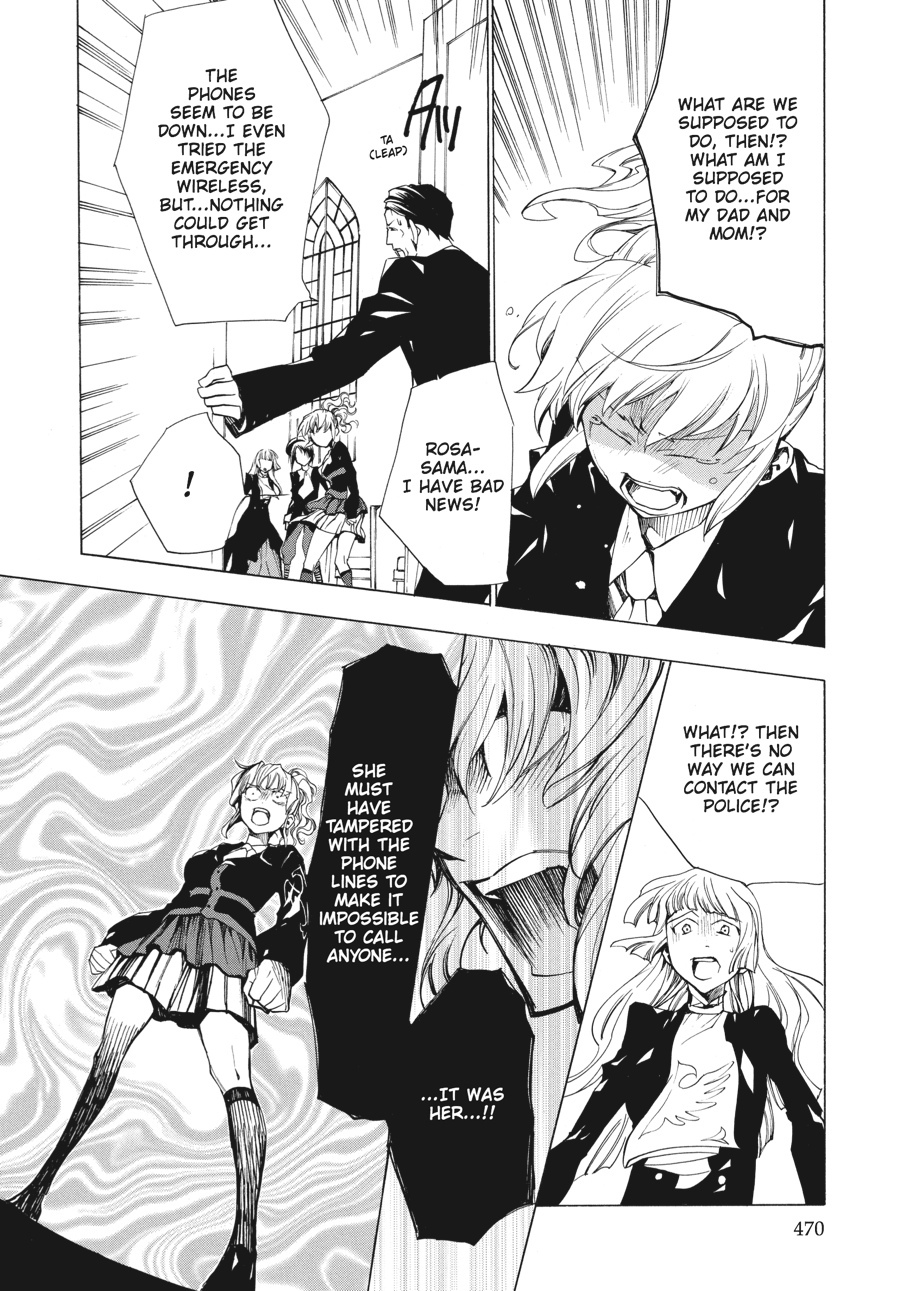 WHAT ARE WE
SUPPOSED TO
DO, THEN!?
WHAT AM I
SUPPOSED
TO DO...FOR
MY DAD AND
MOM!?
ROSA-
SAMA...
I HAVE BAD
NEWS!
TA
(LEAP)
THE
PHONES
SEEM TO BE
DOWN...I EVEN
TRIED THE
EMERGENCY
WIRELESS,
BUT...NOTHING
COULD GET
THROUGH...
!
WHAT!? THEN
THERE'S NO
WAY WE CAN
CONTACT THE
POLICE!?
...IT WAS
HER...!!
SHE
MUST
HAVE
TAMPERED
WITH THE
PHONE
LINES TO
MAKE IT
IMPOSSIBLE
TO CALL
ANYONE...
470